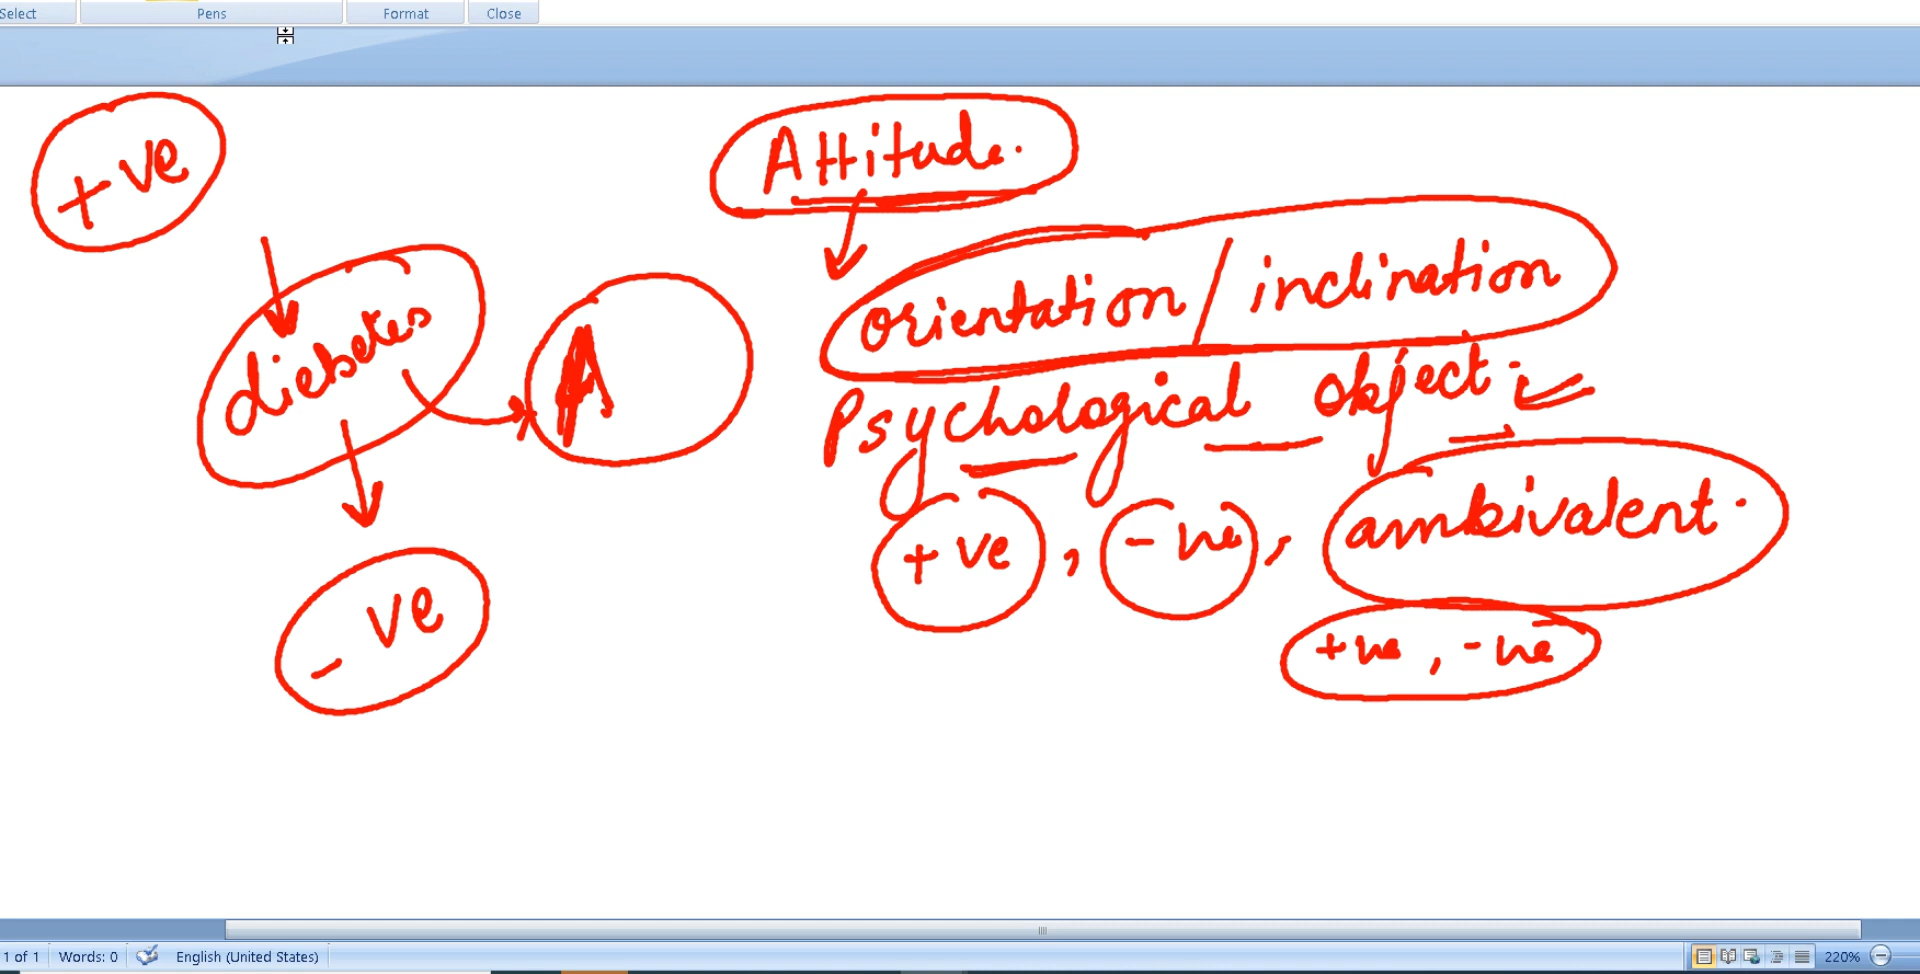 Select Pens Format Close
+ve
Attitude.
orientation / inclination
diebetes
A
Psychological object.
+ve, -ve, ambivalent.
- ve
+ve, -ve
1 of 1 Words: 0 English (United States) 220%